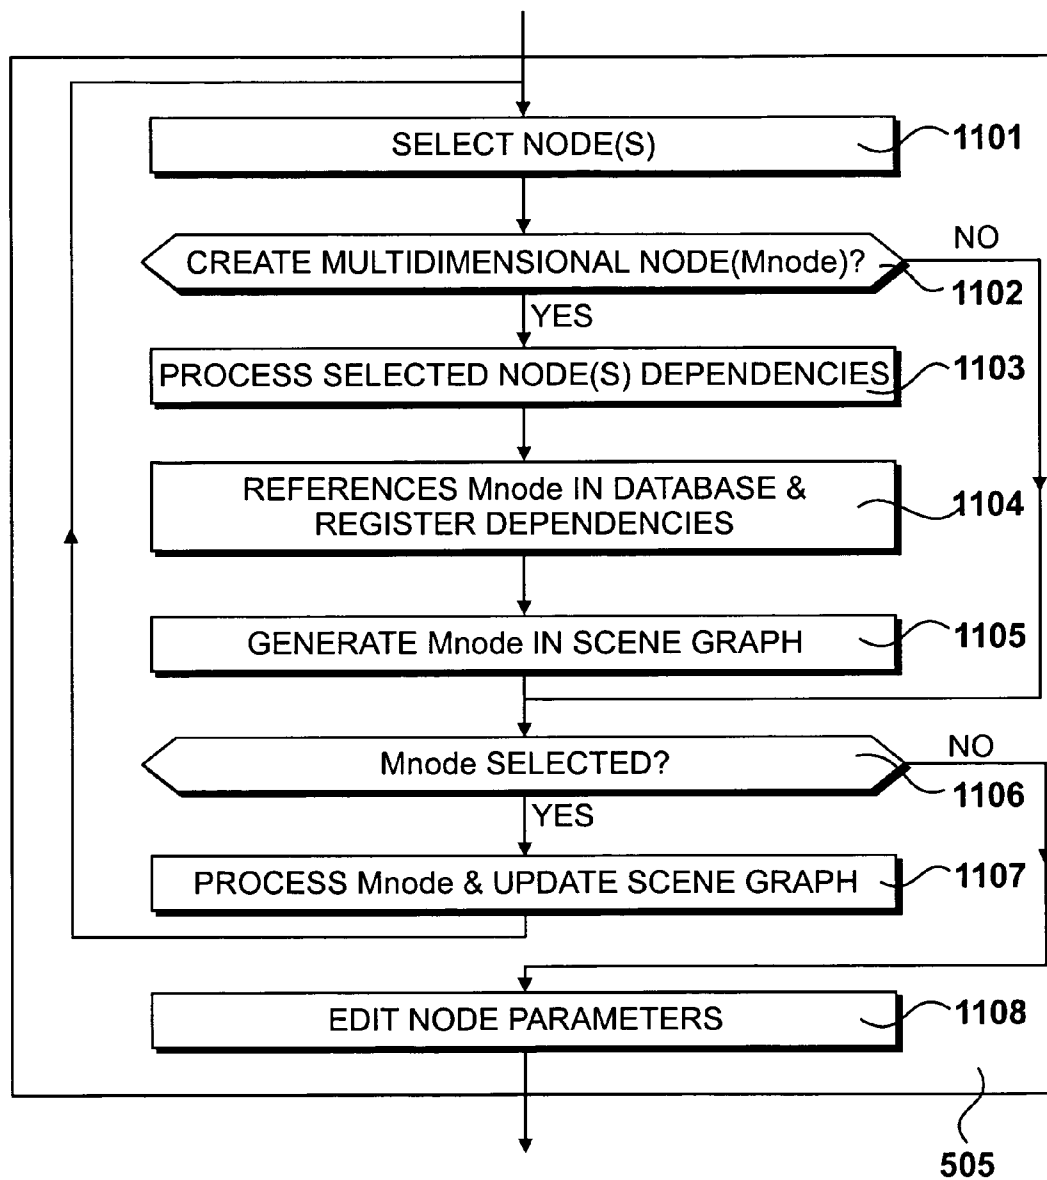 SELECT NODE(S)
1101
CREATE MULTIDIMENSIONAL NODE(Mnode)?
NO
1102
YES
PROCESS SELECTED NODE(S) DEPENDENCIES
1103
REFERENCES Mnode IN DATABASE &
REGISTER DEPENDENCIES
1104
GENERATE Mnode IN SCENE GRAPH
1105
Mnode SELECTED?
NO
1106
YES
PROCESS Mnode & UPDATE SCENE GRAPH
1107
EDIT NODE PARAMETERS
1108
505